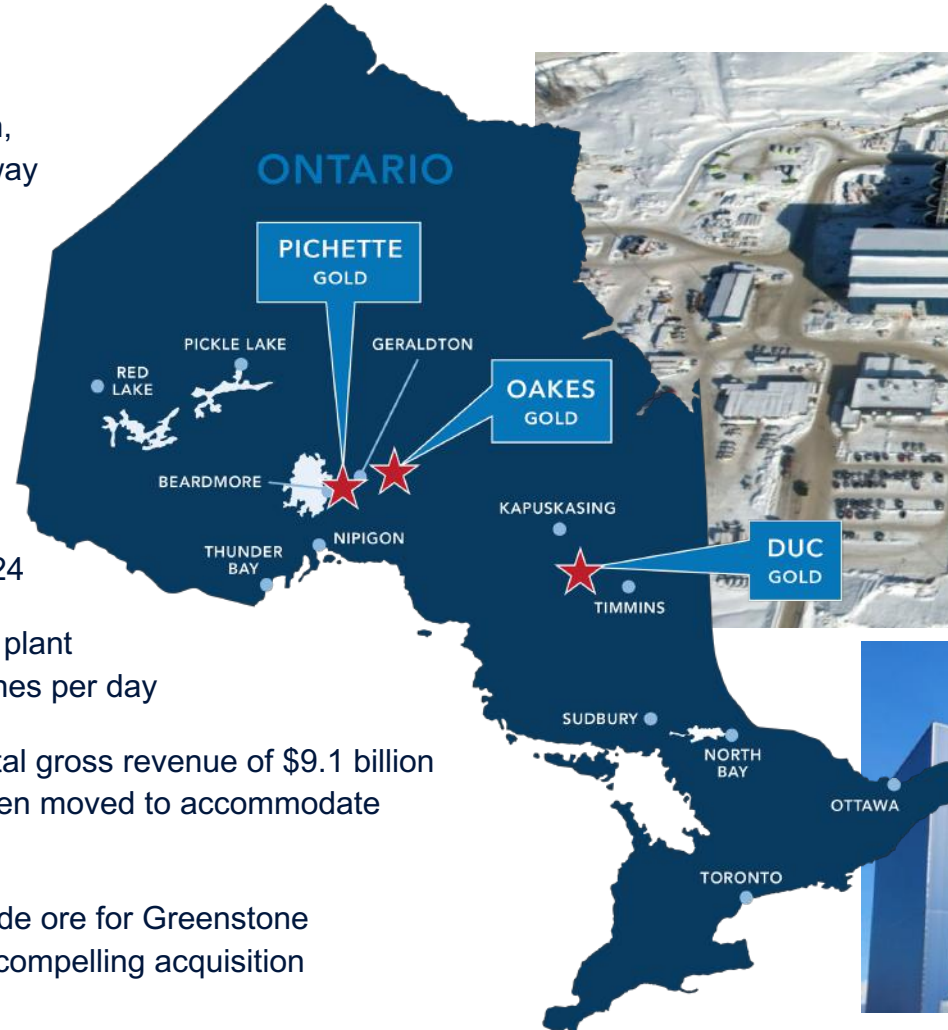 n,
way
ONTARIO
PICHETTE
GOLD
PICKLE LAKE
GERALDTON
RED
LAKE
OAKES
GOLD
BEARDMORE
KAPUSKASING
NIPIGON
THUNDER
BAY
DUC
GOLD
24
TIMMINS
plant
nes per day
SUDBURY
tal gross revenue of $9.1 billion
NORTH
BAY
en moved to accommodate
OTTAWA
TORONTO
de ore for Greenstone
compelling acquisition